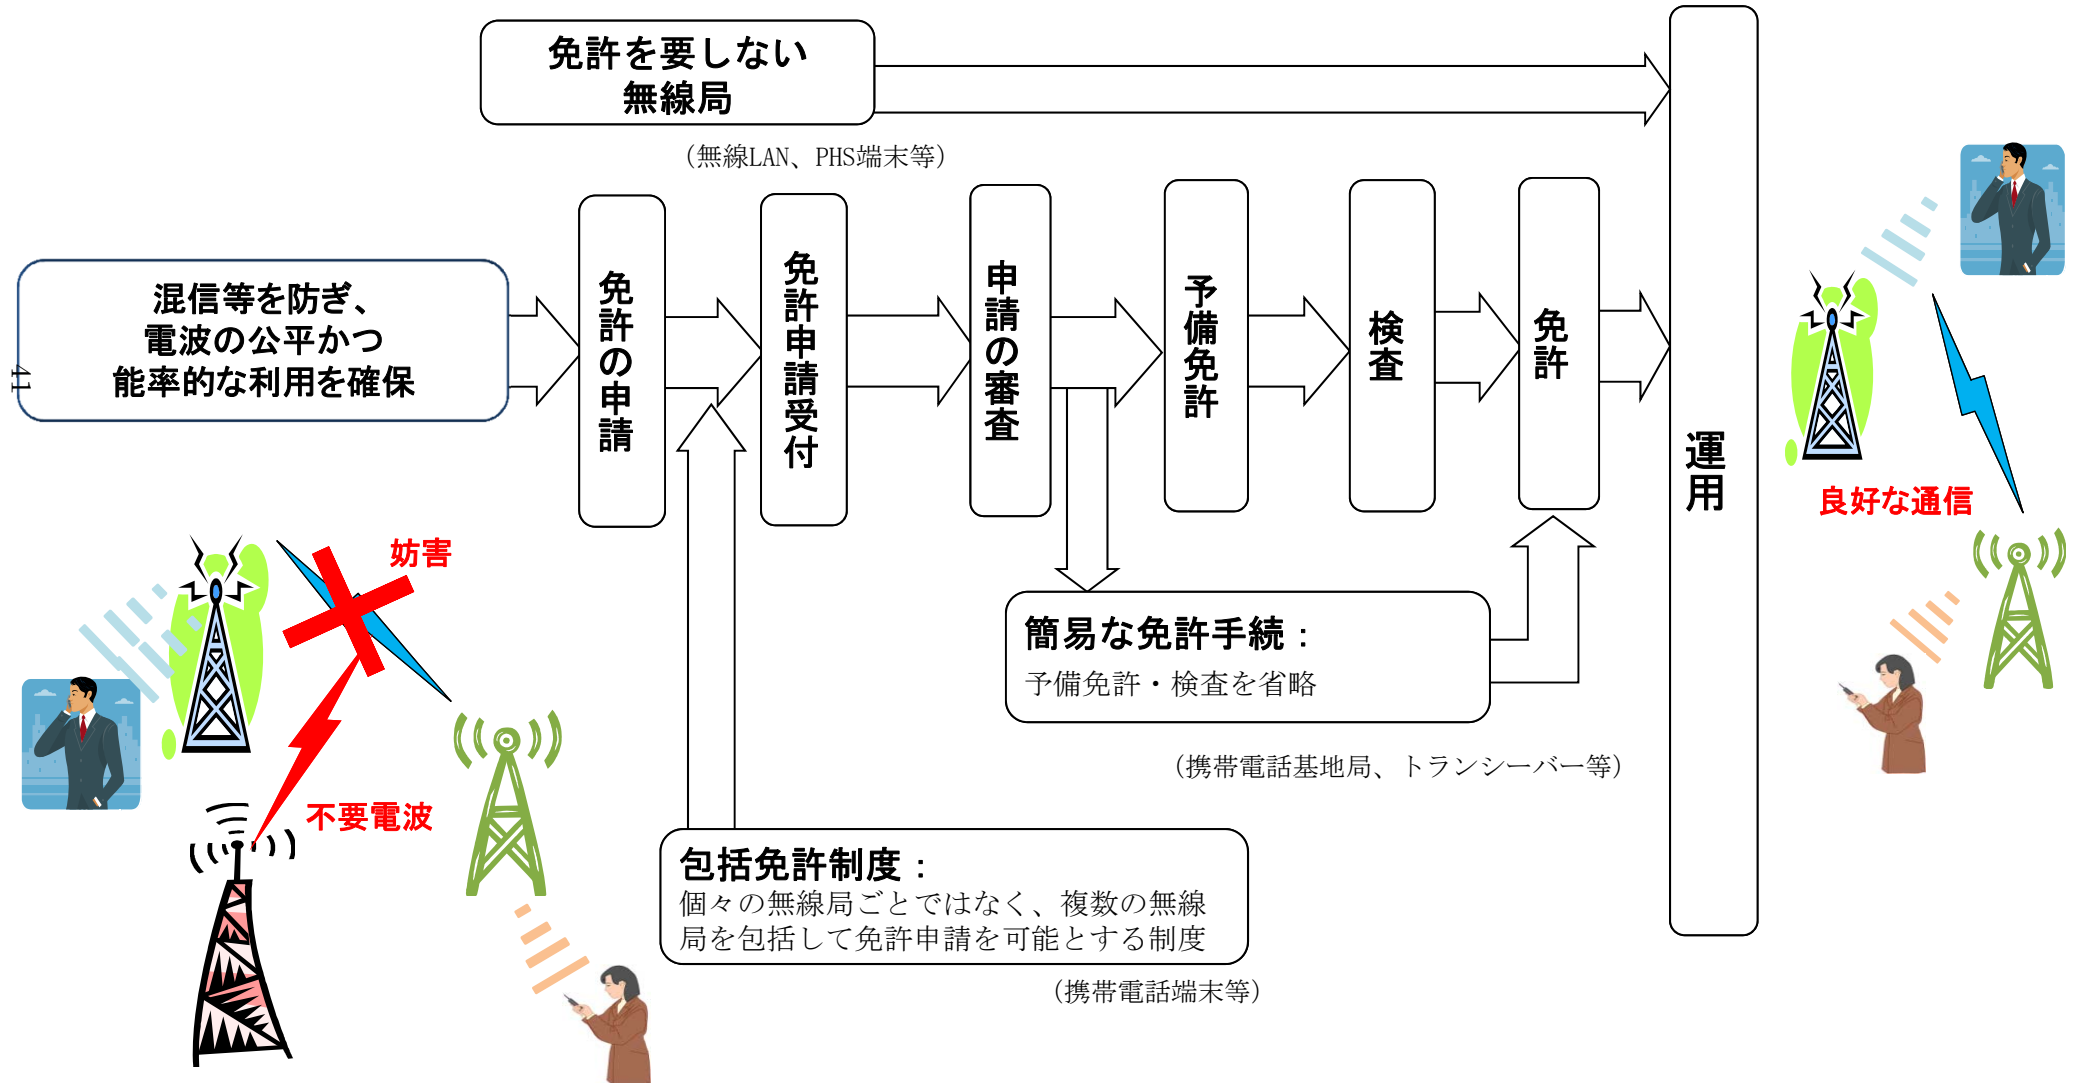 免許を要しない
無線局
（無線LAN、PHS端末等）
混信等を防ぎ、
電波の公平かつ
能率的な利用を確保
41
免許の申請
免許申請受付
申請の審査
予備免許
検査
免許
運用
良好な通信
妨害
不要電波
簡易な免許手続：
予備免許・検査を省略
（携帯電話基地局、トランシーバー等）
包括免許制度：
個々の無線局ごとではなく、複数の無線
局を包括して免許申請を可能とする制度
（携帯電話端末等）